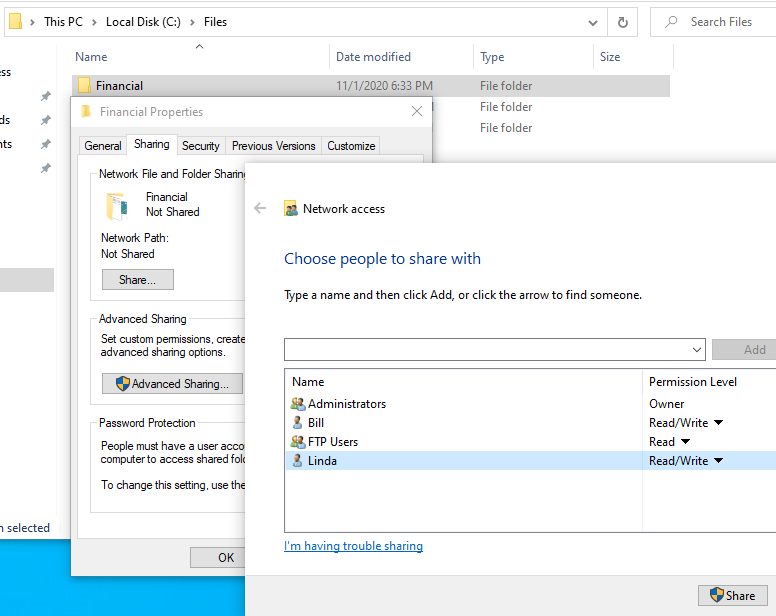 This PC > Local Disk (C:) > Files
Search Files
Name
Date modified
Type
Size
ess
Financial
11/1/2020 6:33 PM
File folder
File folder
File folder
ds
nts
Financial Properties
General
Sharing
Security
Previous Versions
Customize
Network File and Folder Sharing
Financial
Not Shared
Network Path:
Not Shared
Share...
Advanced Sharing
Set custom permissions, create
advanced sharing options.
Advanced Sharing...
Password Protection
People must have a user acco
computer to access shared fol
To change this setting, use the
OK
n selected
Network access
Choose people to share with
Type a name and then click Add, or click the arrow to find someone.
Add
Name
Permission Level
Administrators
Owner
Bill
Read/Write
FTP Users
Read
Linda
Read/Write
I'm having trouble sharing
Share